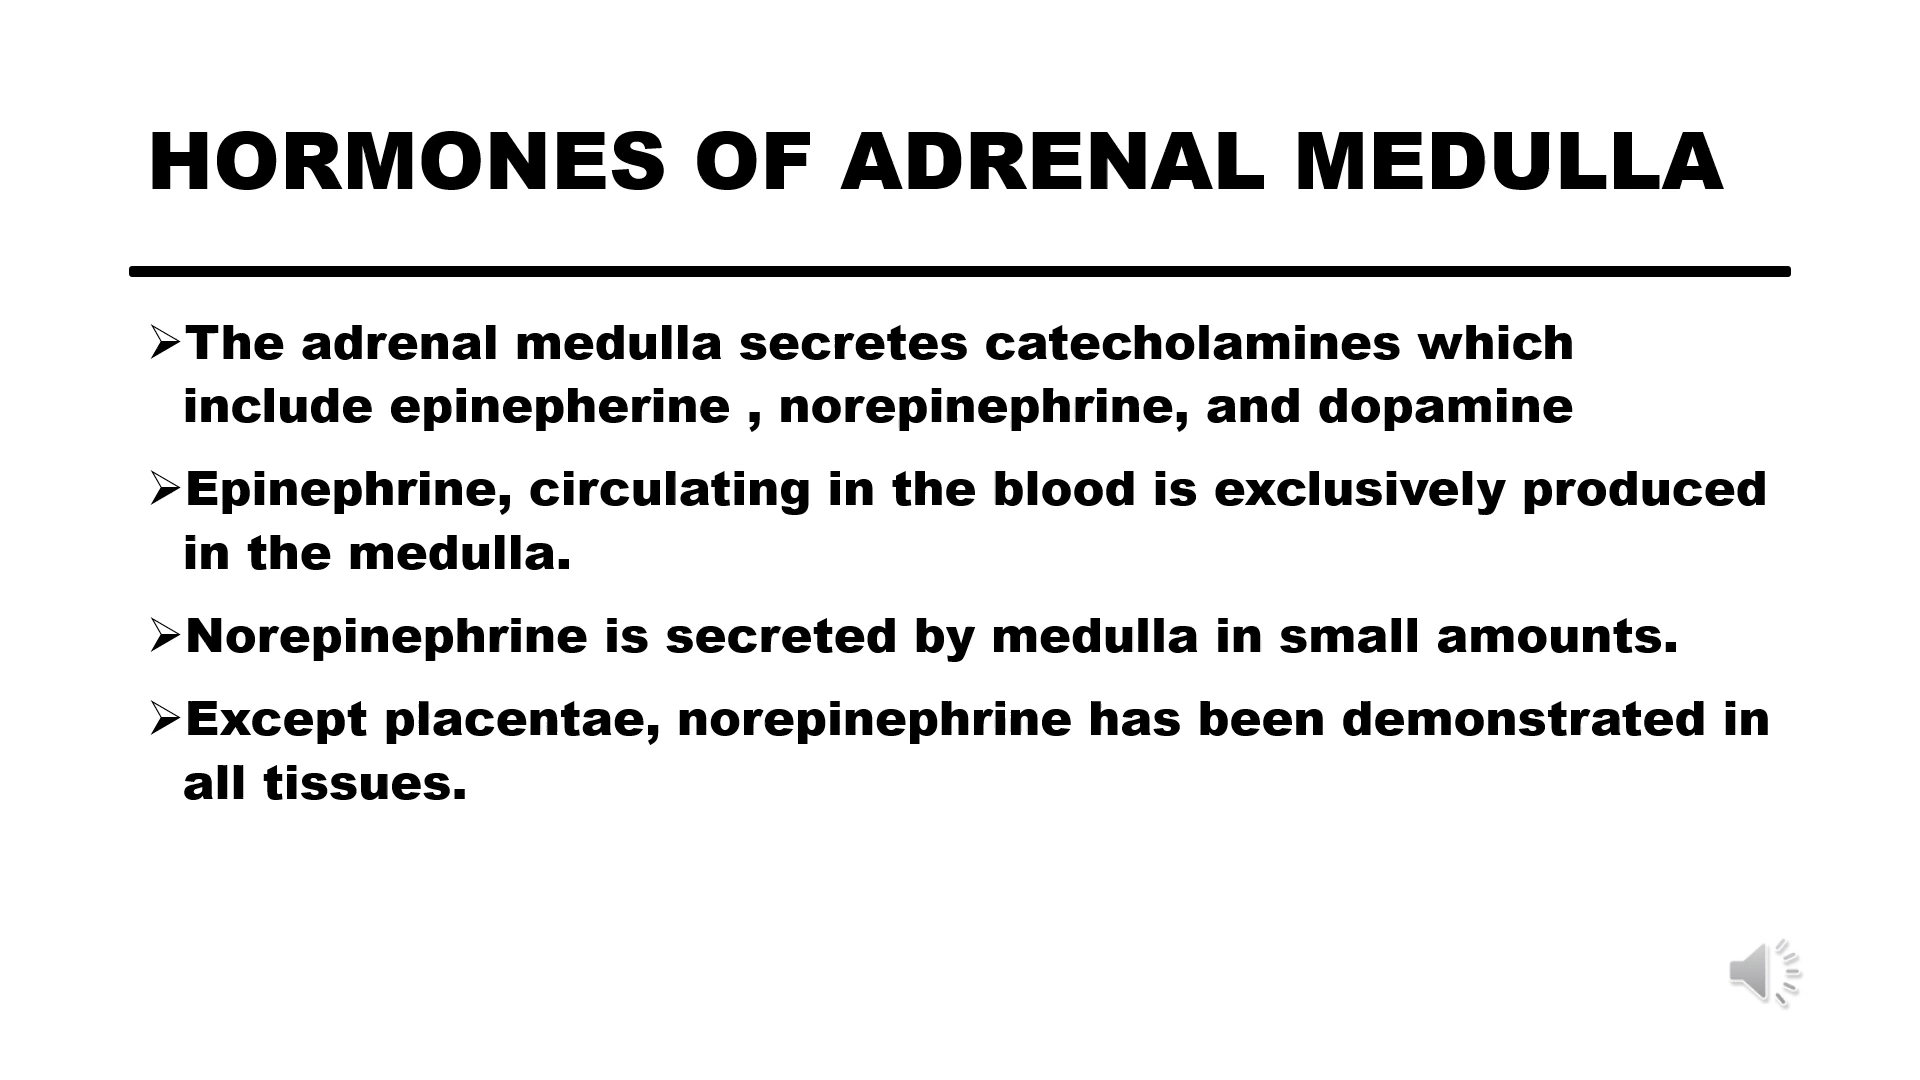 HORMONES OF ADRENAL MEDULLA
➢The adrenal medulla secretes catecholamines which
include epinepherine , norepinephrine, and dopamine
➢Epinephrine, circulating in the blood is exclusively produced
in the medulla.
➢Norepinephrine is secreted by medulla in small amounts.
➢Except placentae, norepinephrine has been demonstrated in
all tissues.